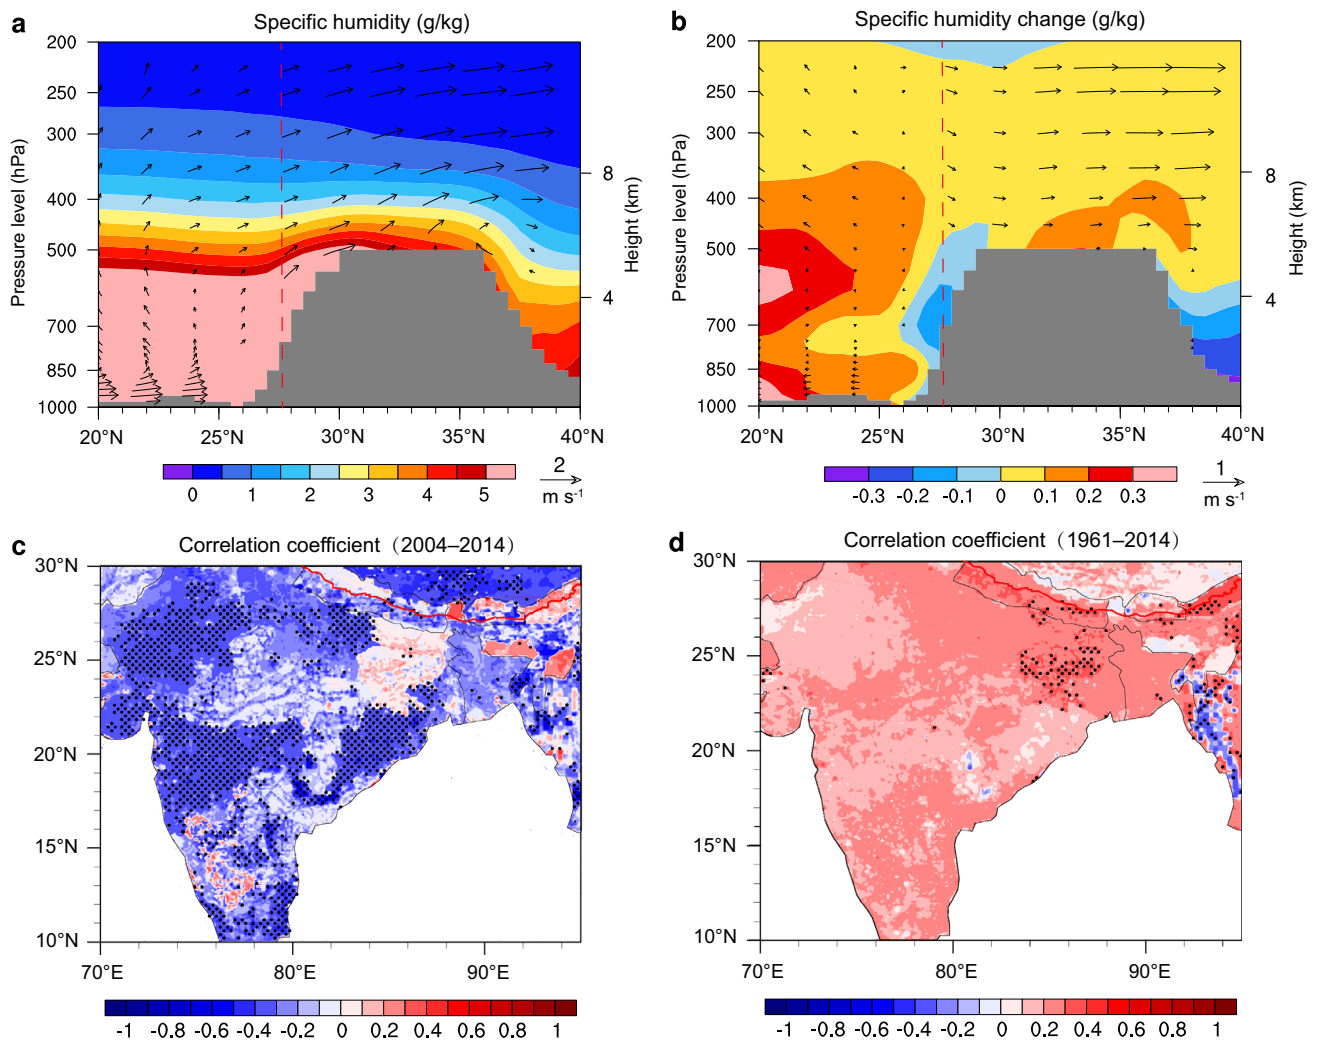 a
Specific humidity (g/kg)
200
250
300
400
500
700
850
1000
Pressure level (hPa)
8
4
Height (km)
20°N
25°N
30°N
35°N
40°N
0
1
2
3
4
5
2
m s-1
b
Specific humidity change (g/kg)
200
250
300
400
500
700
850
1000
Pressure level (hPa)
8
4
Height (km)
20°N
25°N
30°N
35°N
40°N
-0.3
-0.2
-0.1
0
0.1
0.2
0.3
1
m s-1
c
Correlation coefficient (2004–2014)
30°N
25°N
20°N
15°N
10°N
70°E
80°E
90°E
-1
-0.8
-0.6
-0.4
-0.2
0
0.2
0.4
0.6
0.8
1
d
Correlation coefficient (1961–2014)
30°N
25°N
20°N
15°N
10°N
70°E
80°E
90°E
-1
-0.8
-0.6
-0.4
-0.2
0
0.2
0.4
0.6
0.8
1